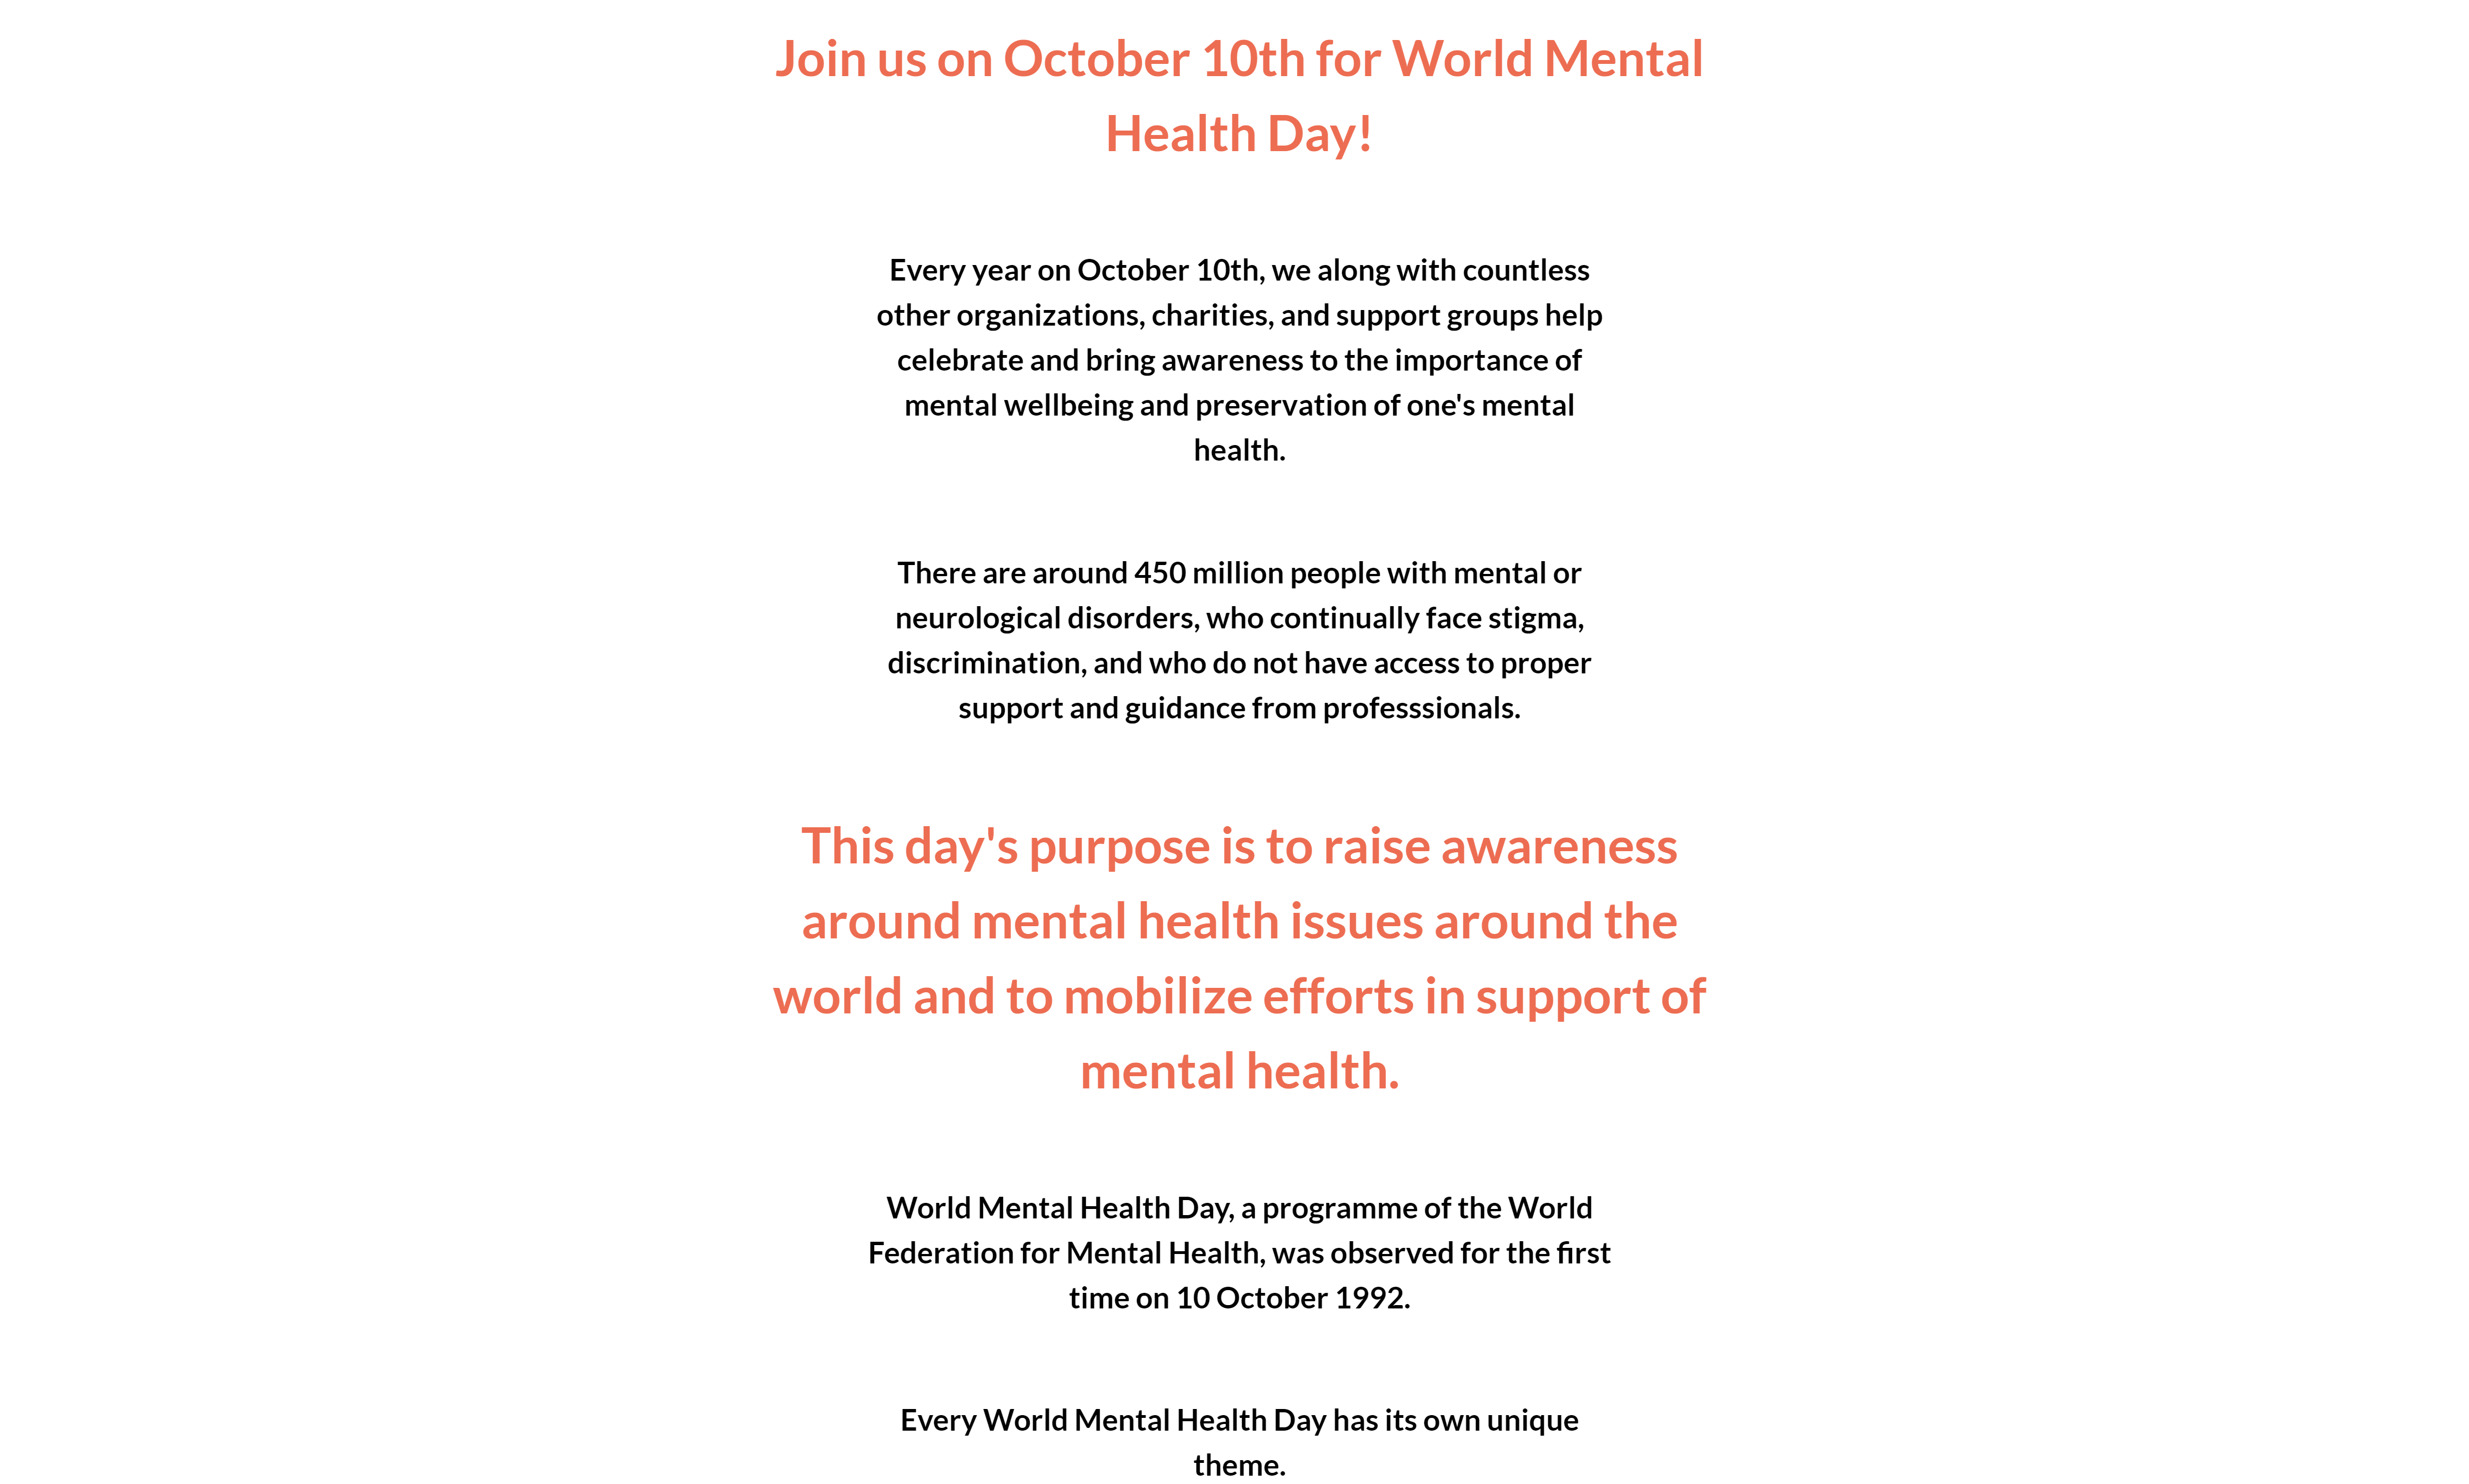 Join us on October 10th for World Mental
Health Day!
Every year on October 10th, we along with countless
other organizations, charities, and support groups help
celebrate and bring awareness to the importance of
mental wellbeing and preservation of one's mental
health.
There are around 450 million people with mental or
neurological disorders, who continually face stigma,
discrimination, and who do not have access to proper
support and guidance from professsionals.
This day's purpose is to raise awareness
around mental health issues around the
world and to mobilize efforts in support of
mental health.
World Mental Health Day, a programme of the World
Federation for Mental Health, was observed for the first
time on 10 October 1992.
Every World Mental Health Day has its own unique
theme.